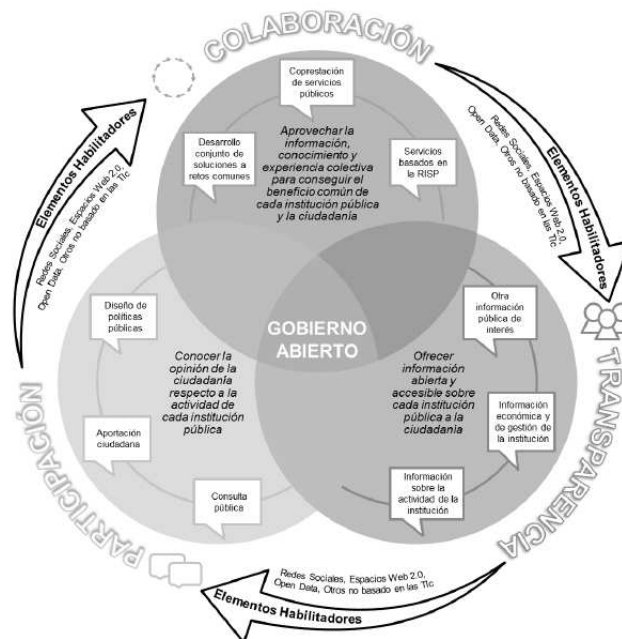 COLABORACIÓN
Coprestación
de servicios
públicos
Desarrollo
conjunto de
soluciones a
retos comunes
Aprovechar la
información,
conocimiento y
experiencia colectiva
para conseguir el
beneficio común de
cada institución pública
y la ciudadanía
Servicios
basados en
la RISP
Elementos Habilitadores
Redes Sociales, Espacios Web 2.0,
Open Data, Otros no basado en las TIc
Redes Sociales, Espacios Web 2.0,
Open Data, Otros no basado en las TIc
Elementos Habilitadores
Diseño de
políticas
públicas
GOBIERNO
ABIERTO
Otra
información
pública de
interés
Conocer la
opinión de la
ciudadanía
respecto a la
actividad de
cada institución
pública
Ofrecer
información
abierta y
accesible sobre
cada institución
pública a la
ciudadanía
Aportación
ciudadana
Información
económica y
de gestión de la
institución
Consulta
pública
Información
sobre la
actividad de la
institución
PARTICIPACIÓN
TRANSPARENCIA
Redes Sociales, Espacios Web 2.0,
Open Data, Otros no basado en las TIc
Elementos Habilitadores